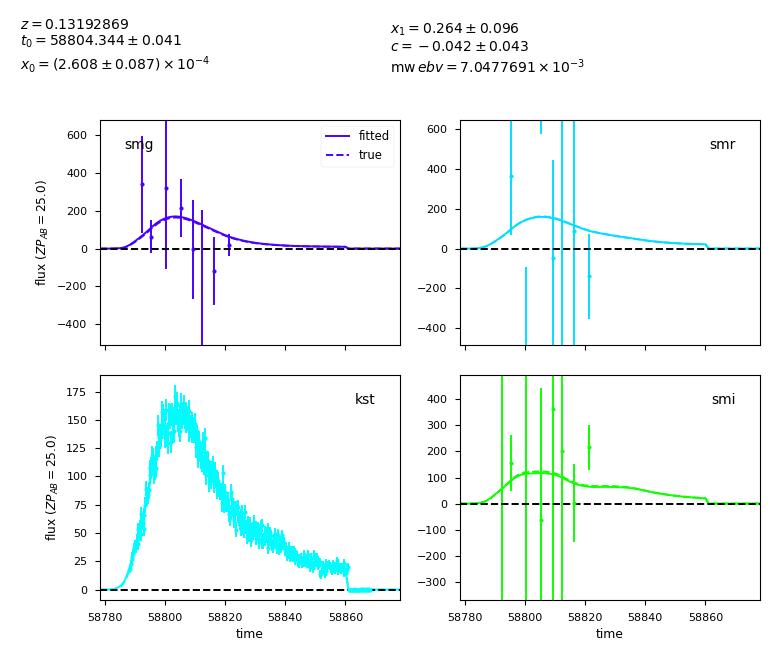 z = 0.13192869
t₀ = 58804.344 ± 0.041
x₀ = (2.608 ± 0.087) × 10⁻⁴
x₁ = 0.264 ± 0.096
c = −0.042 ± 0.043
mw ebv = 7.0477691 × 10⁻³
smg
fitted
true
600
400
200
0
−200
−400
flux (ZP_AB = 25.0)
smr
600
400
200
0
−200
−400
kst
175
150
125
100
75
50
25
0
flux (ZP_AB = 25.0)
58780 58800 58820 58840 58860
time
smi
400
300
200
100
0
−100
−200
−300
58780 58800 58820 58840 58860
time